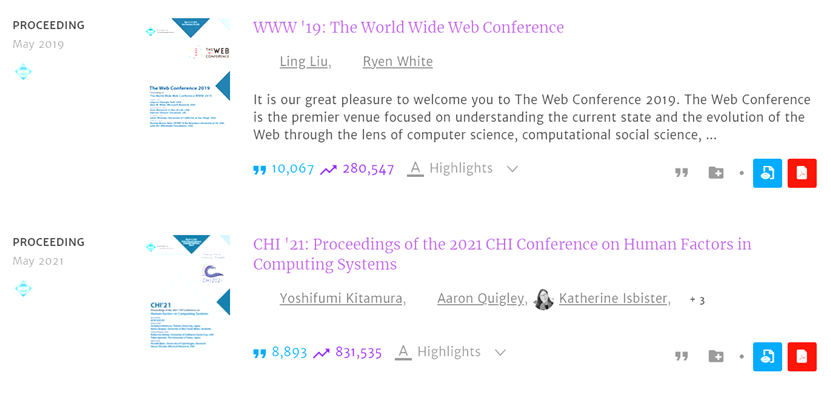 PROCEEDING
May 2019
The WEB CONFERENCE
The Web Conference 2019
WWW '19: The World Wide Web Conference
Ling Liu, Ryen White
It is our great pleasure to welcome you to The Web Conference 2019. The Web Conference
is the premier venue focused on understanding the current state and the evolution of the
Web through the lens of computer science, computational social science, ...
10,067 280,547 A Highlights
PROCEEDING
May 2021
CHI 2021
CHI'21
CHI '21: Proceedings of the 2021 CHI Conference on Human Factors in
Computing Systems
Yoshifumi Kitamura, Aaron Quigley, Katherine Isbister, + 3
8,893 831,535 A Highlights